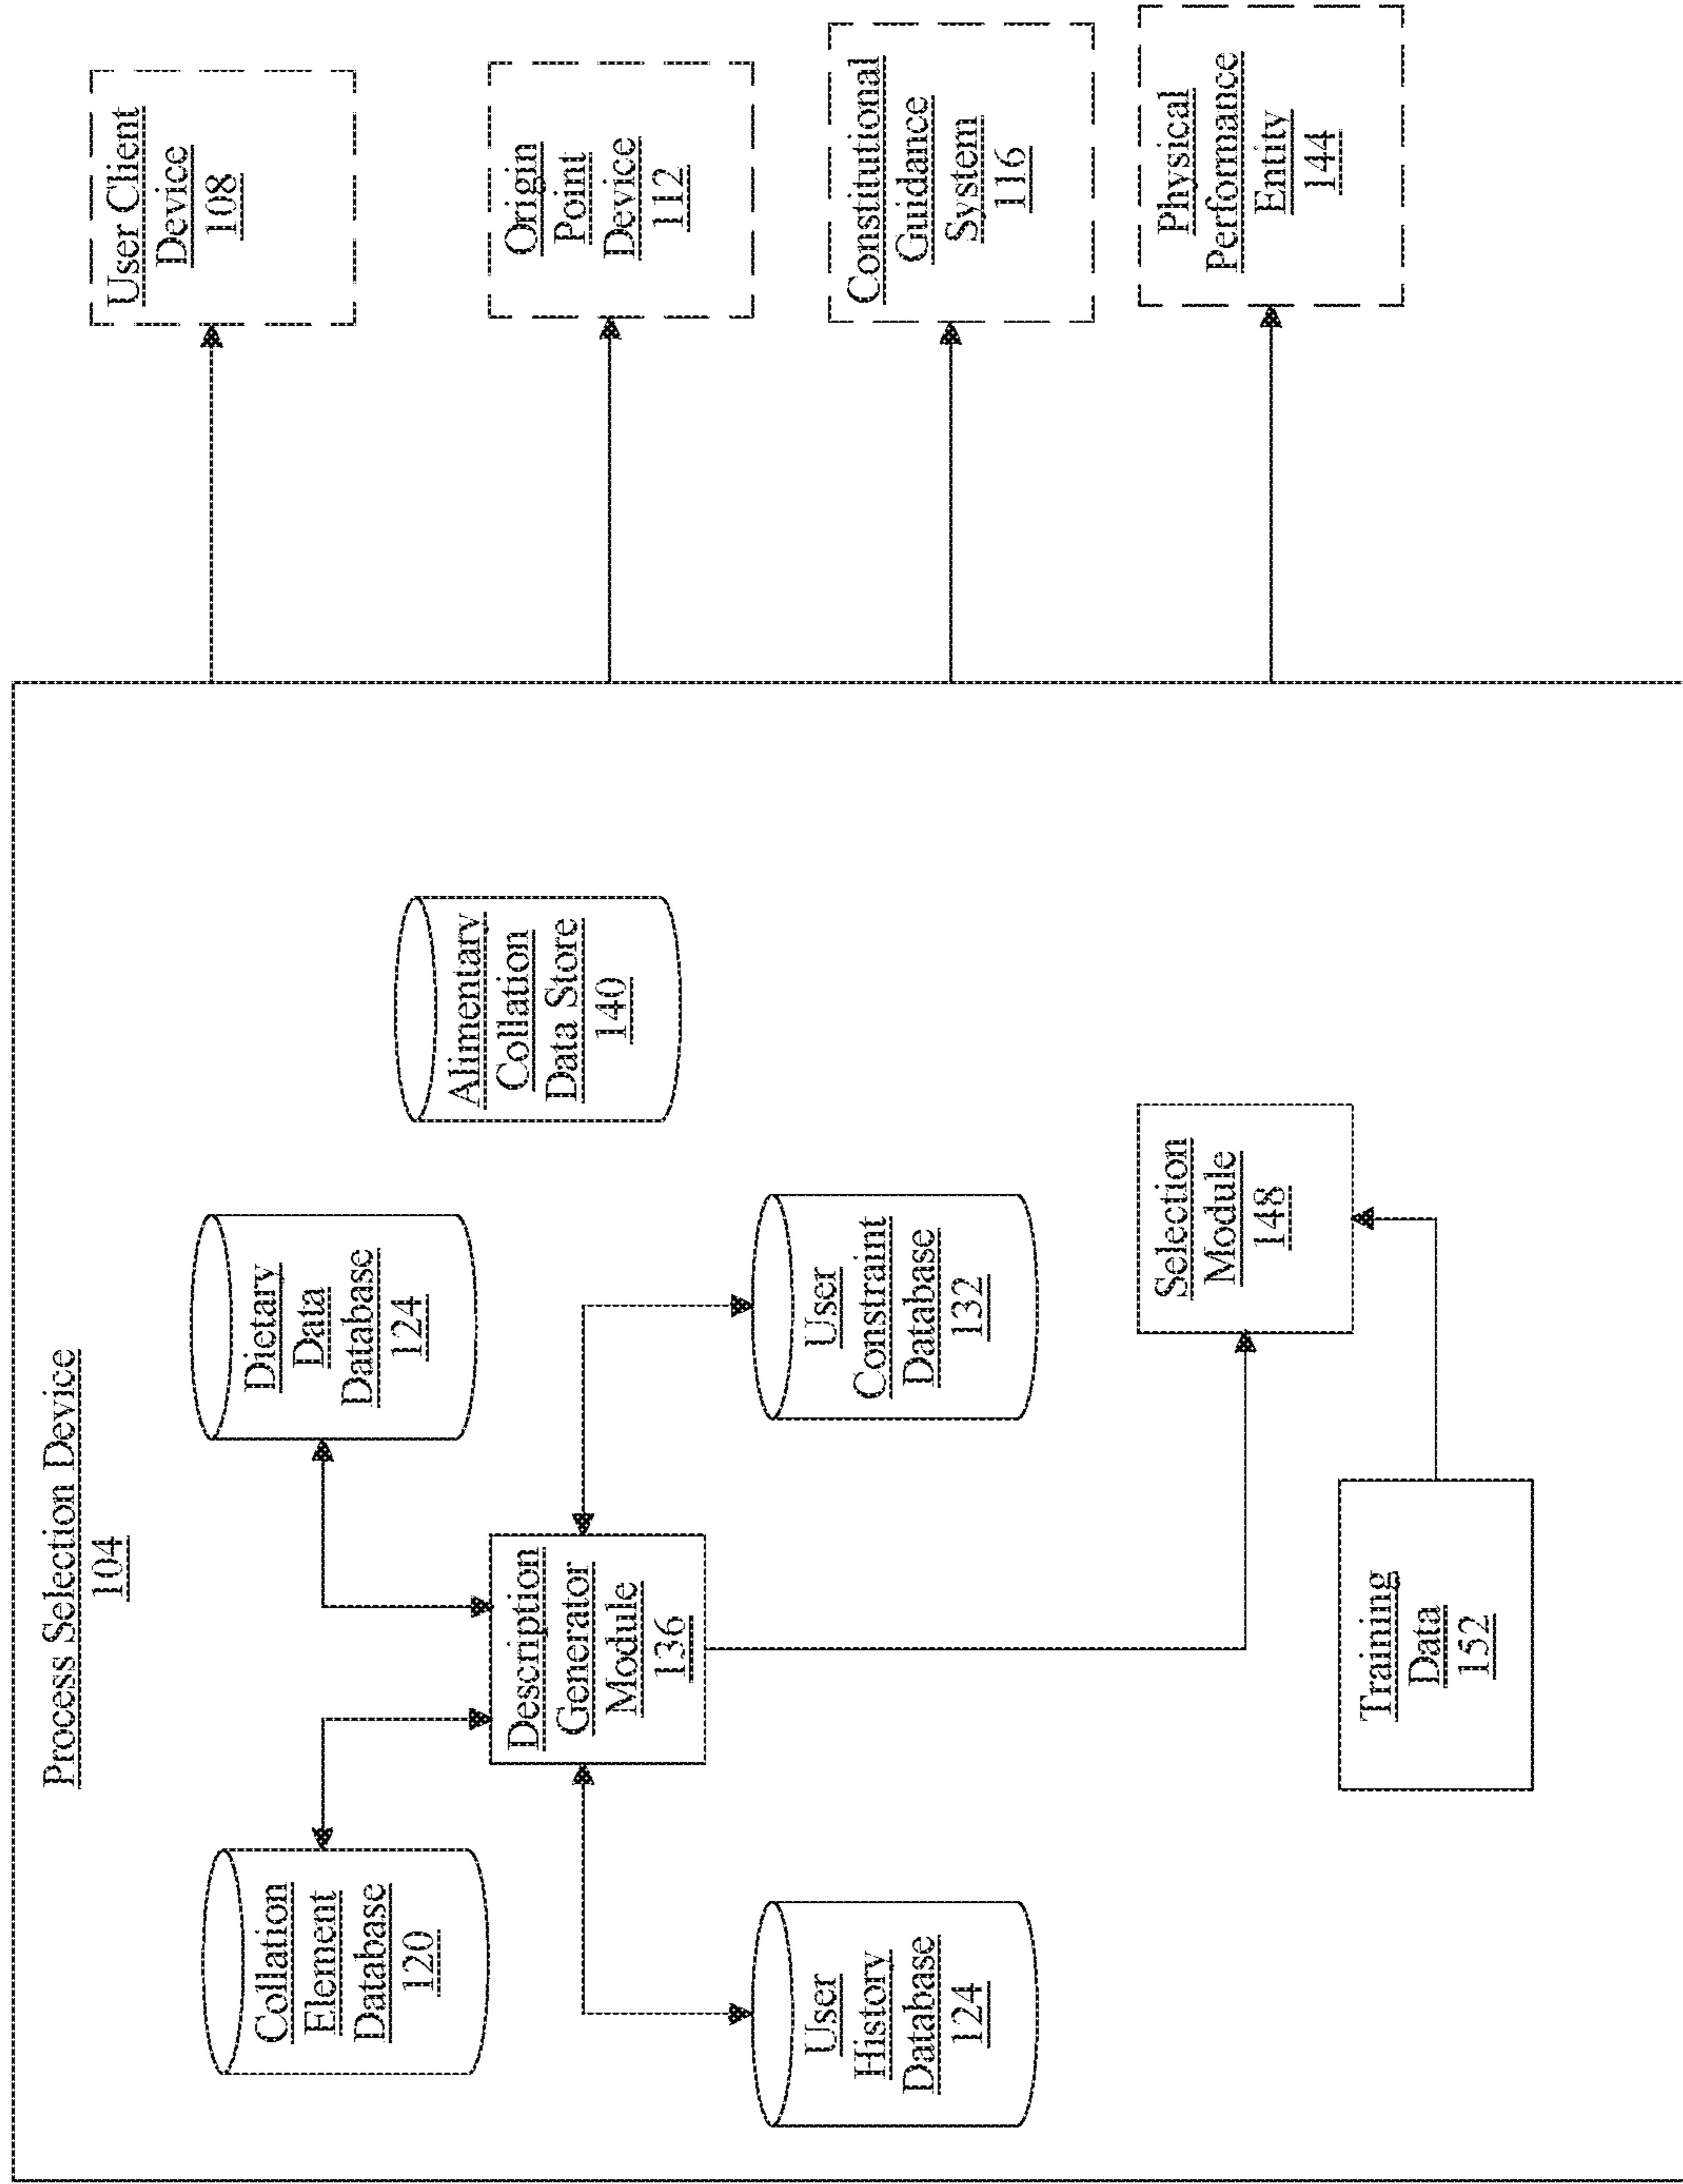 Process Selection Device
104
Collation
Element
Database
120
Dietary
Data
Database
124
Description
Generator
Module
136
Alimentary
Collation
Data Store
140
User
History
Database
124
User
Constraint
Database
132
Selection
Module
148
Training
Data
152
User Client
Device
108
Origin
Point
Device
112
Constitutional
Guidance
System
116
Physical
Performance
Entity
144